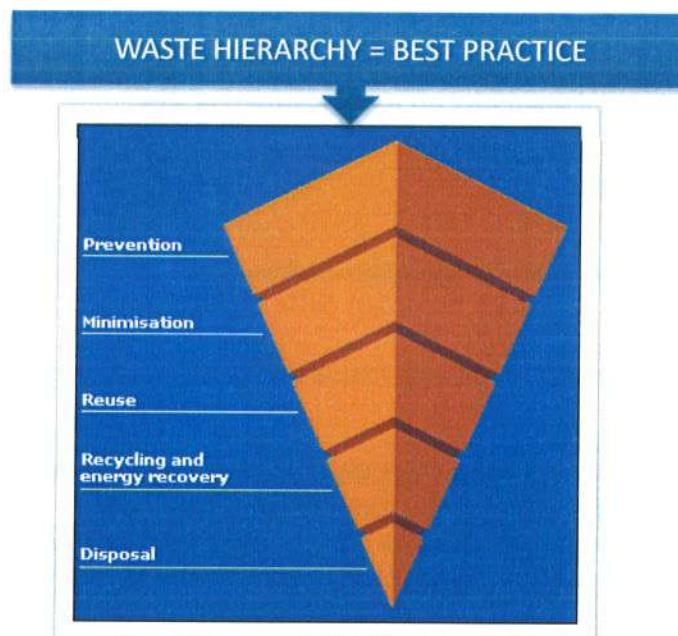 WASTE HIERARCHY = BEST PRACTICE
Prevention
Minimisation
Reuse
Recycling and
energy recovery
Disposal